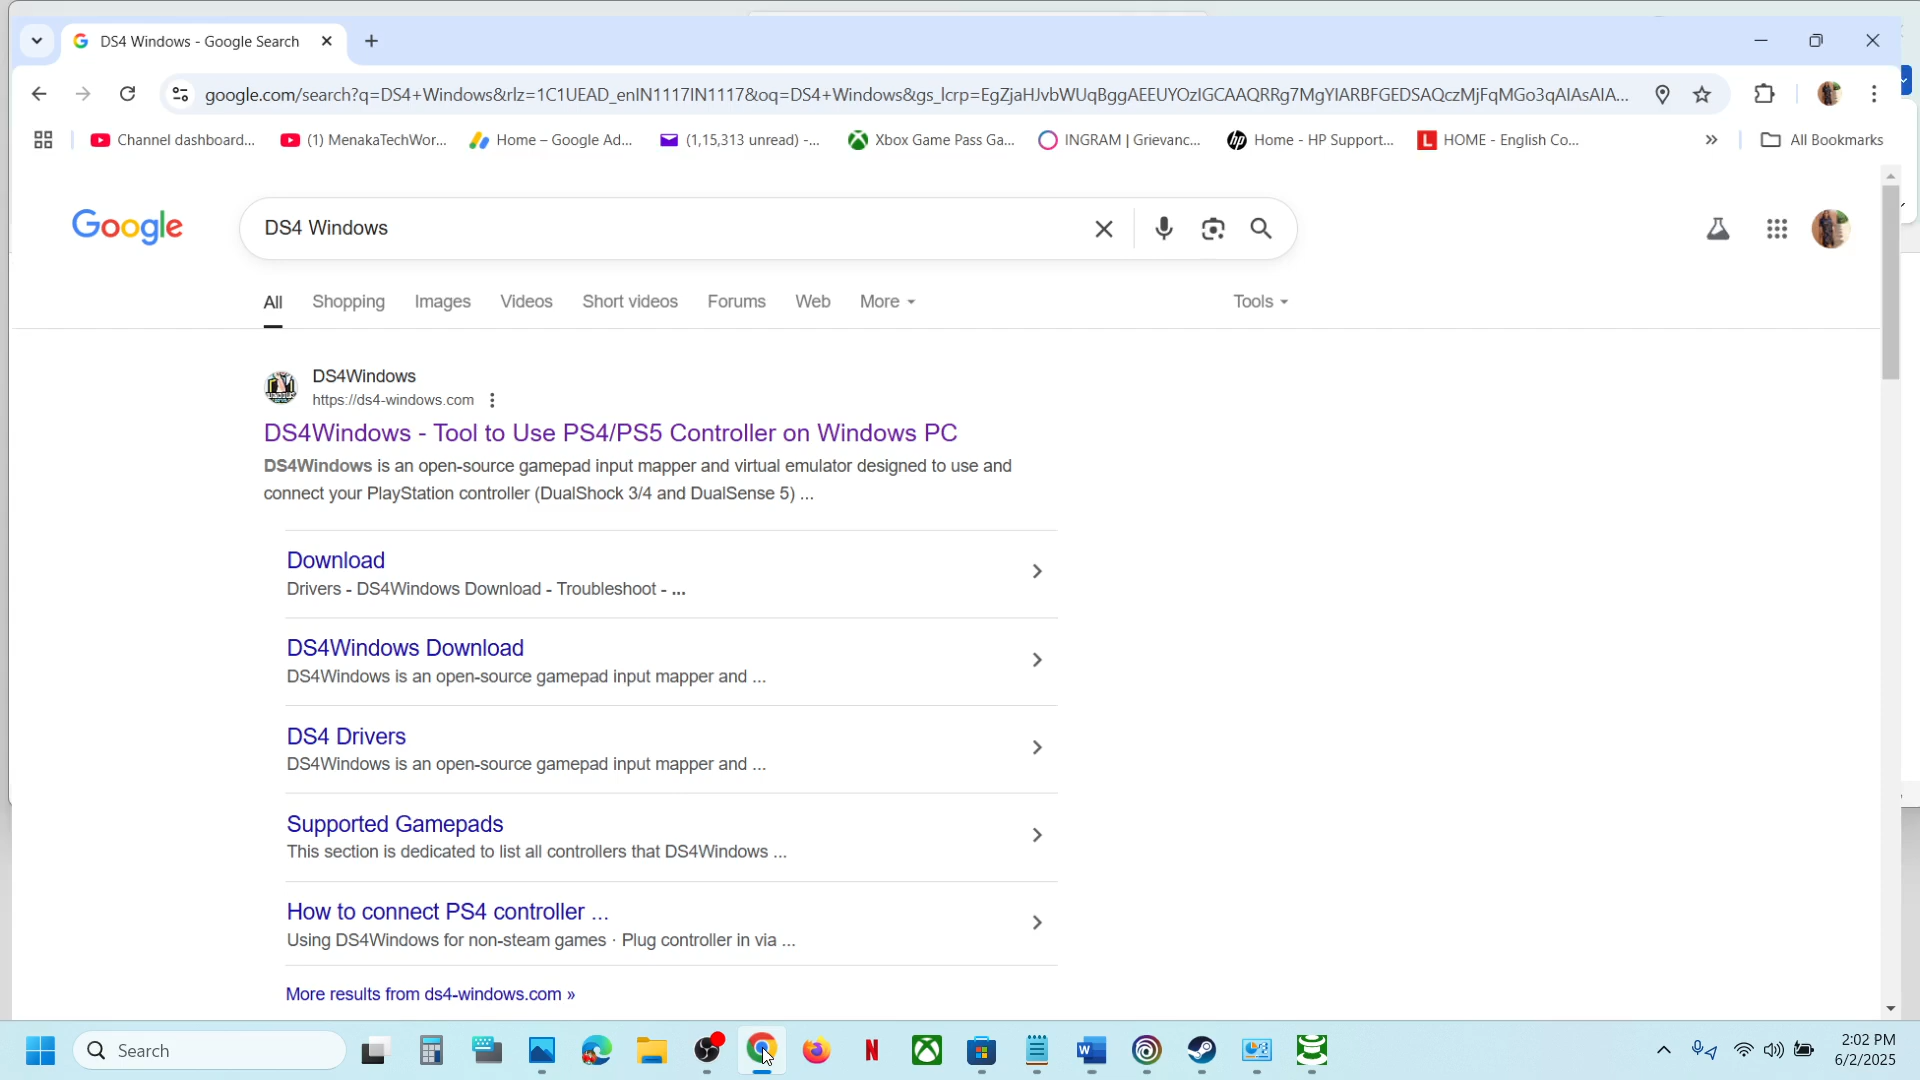 DS4 Windows - Google Search
google.com/search?q=DS4+Windows&rlz=1C1UEAD_enIN1117IN1117&oq=DS4+Windows&gs_lcrp=EgZjaHJvbWUqBggAEEUYOzIGCAAQRRg7MgYIARBFGEDSAQczMjFqMGo3qAIAsAIA...
Channel dashboard...
(1) MenakaTechWor...
Home – Google Ad...
(1,15,313 unread) -...
Xbox Game Pass Ga...
INGRAM | Grievanc...
Home - HP Support...
HOME - English Co...
All Bookmarks
Google
DS4 Windows
All
Shopping
Images
Videos
Short videos
Forums
Web
More
Tools
DS4Windows
https://ds4-windows.com
DS4Windows - Tool to Use PS4/PS5 Controller on Windows PC
DS4Windows is an open-source gamepad input mapper and virtual emulator designed to use and
connect your PlayStation controller (DualShock 3/4 and DualSense 5) ...
Download
Drivers - DS4Windows Download - Troubleshoot - ...
DS4Windows Download
DS4Windows is an open-source gamepad input mapper and ...
DS4 Drivers
DS4Windows is an open-source gamepad input mapper and ...
Supported Gamepads
This section is dedicated to list all controllers that DS4Windows ...
How to connect PS4 controller ...
Using DS4Windows for non-steam games · Plug controller in via ...
More results from ds4-windows.com »
Search
2:02 PM
6/2/2025